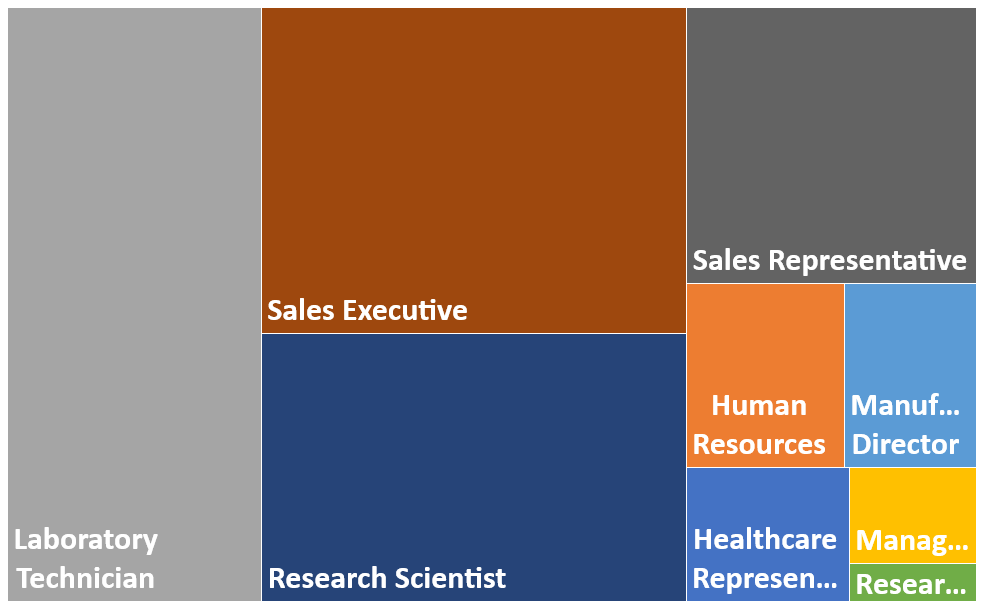 Laboratory
Technician
Sales Executive
Research Scientist
Sales Representative
Human
Resources
Manuf...
Director
Healthcare
Represen...
Manag...
Resear...